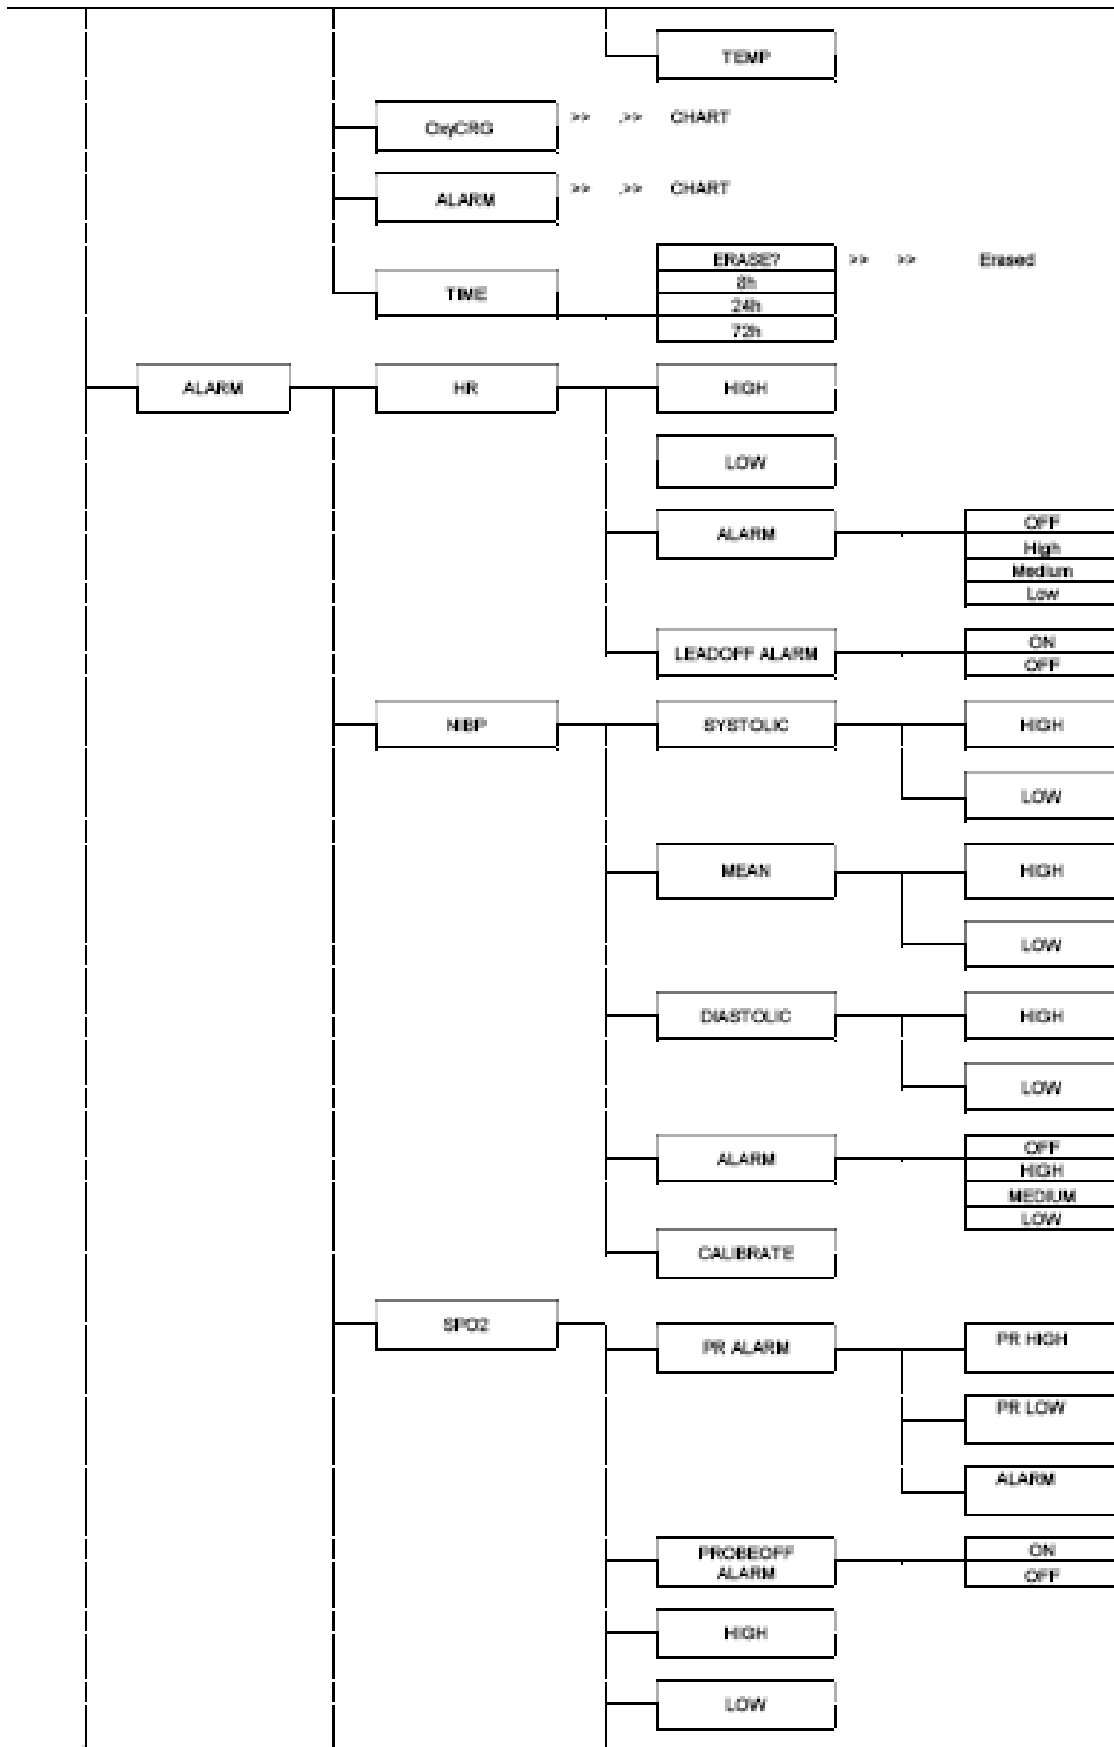 TEMP
OxyCRG >> >> CHART
ALARM >> >> CHART
TIME
ERASE? >> >> Erased
8h
24h
72h
ALARM HR HIGH
LOW
ALARM
OFF
High
Medium
Low
LEADOFF ALARM
ON
OFF
NIBP SYSTOLIC HIGH
LOW
MEAN HIGH
LOW
DIASTOLIC HIGH
LOW
ALARM
OFF
HIGH
MEDIUM
LOW
CALIBRATE
SPO2
PR ALARM PR HIGH
PR LOW
ALARM
PROBEOFF
ALARM
ON
OFF
HIGH
LOW